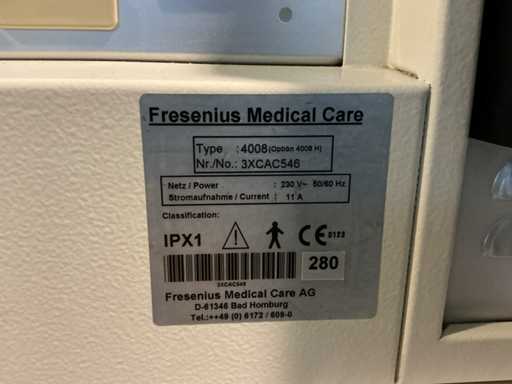 Fresenius Medical Care
Type : 4008 (Option 4008 H)
Nr./No.: 3XCAC546
Netz / Power : 230 V~ 50/60 Hz
Stromaufnahme / Current : 11 A
Classification:
IPX1 CE 0123
280
3XCAC546
Fresenius Medical Care AG
D-61346 Bad Homburg
Tel.:++49 (0) 6172 / 609-0